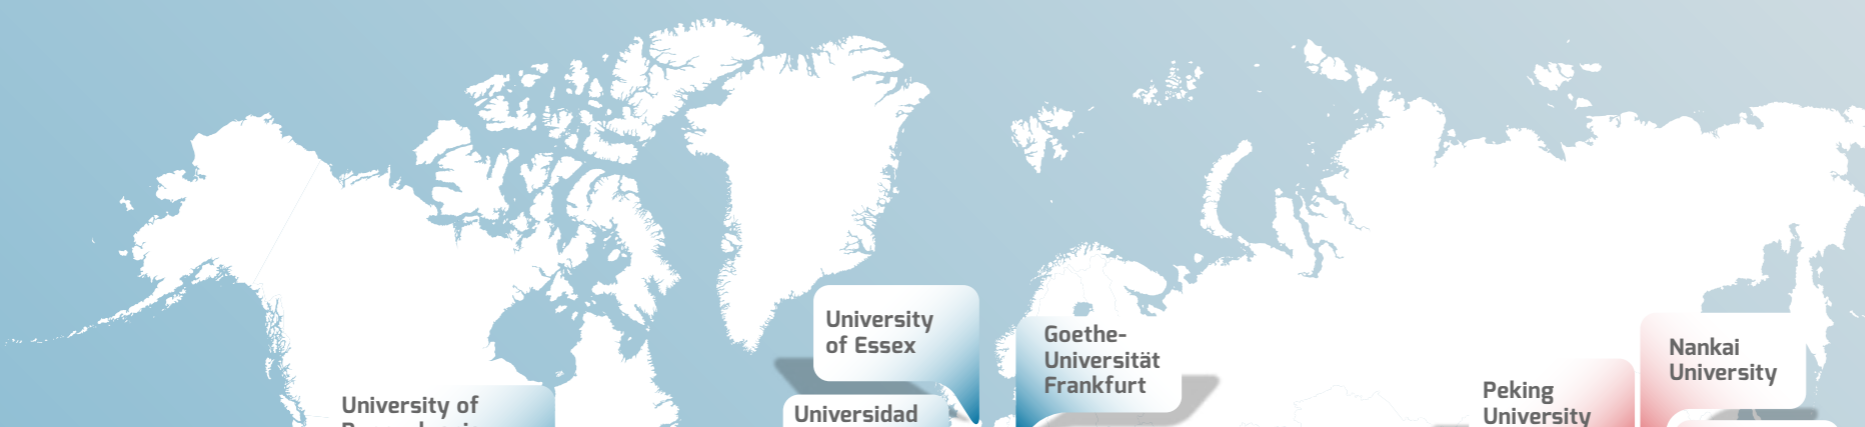 University
of Essex
Goethe-
Universität
Frankfurt
Nankai
University
Peking
University
University of
Universidad